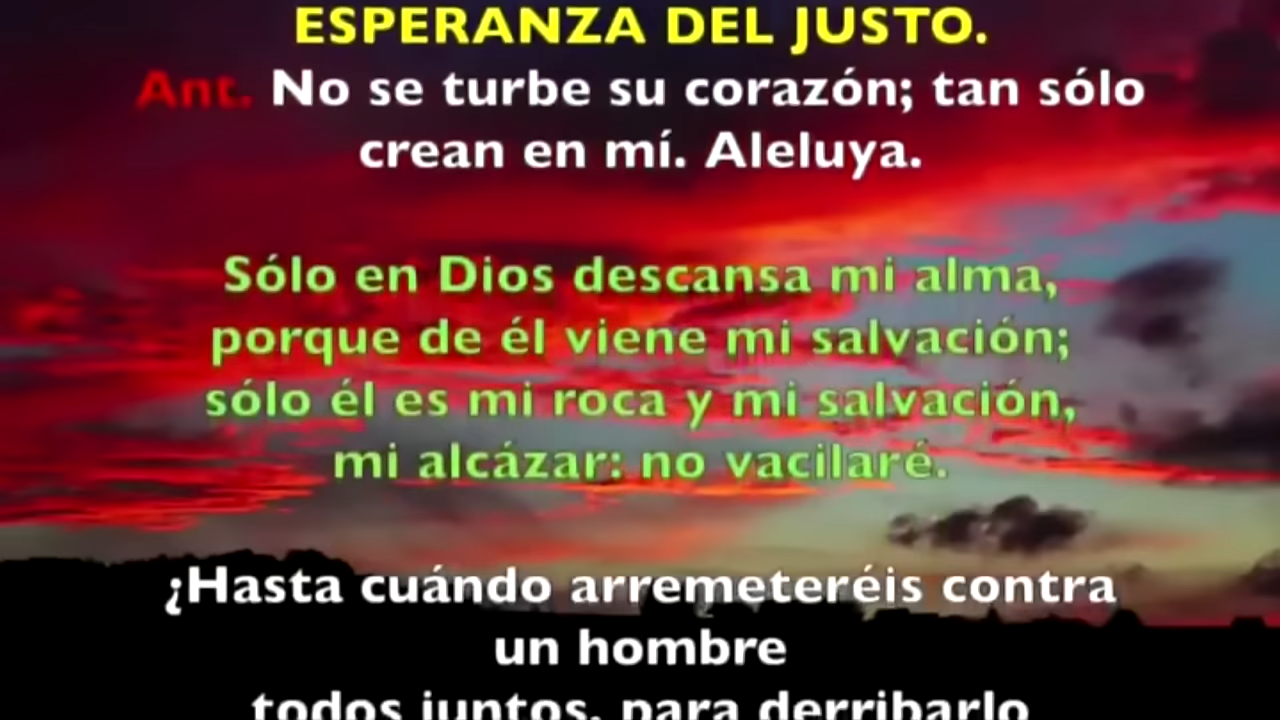 ESPERANZA DEL JUSTO.
Ant. No se turbe su corazón; tan sólo
crean en mí. Aleluya.
Sólo en Dios descansa mi alma,
porque de él viene mi salvación;
sólo él es mi roca y mi salvación,
mi alcázar: no vacilaré.
¿Hasta cuándo arremeteréis contra
un hombre
todos juntos, para derribarlo